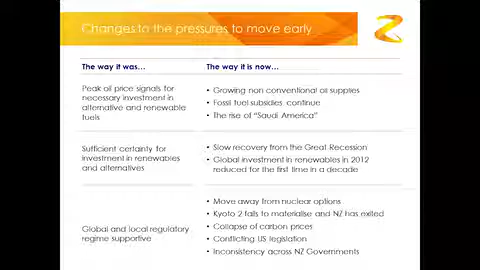 Changes to the pressures to move early
The way it was...
The way it is now...
Peak oil price signals for
necessary investment in
alternative and renewable
fuels
• Growing non conventional oil supplies
• Fossil fuel subsidies continue
• The rise of “Saudi America”
Sufficient certainty for
investment in renewables
and alternatives
• Slow recovery from the Great Recession
• Global investment in renewables in 2012
reduced for the first time in a decade
Global and local regulatory
regime supportive
• Move away from nuclear options
• Kyoto 2 fails to materialise and NZ has exited
• Collapse of carbon prices
• Conflicting US legislation
• Inconsistency across NZ Governments